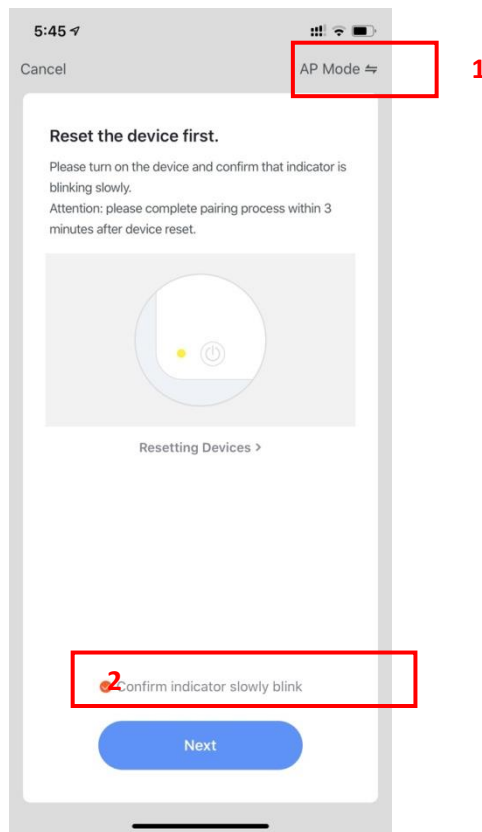 5:45
Cancel
AP Mode ⇋
1
Reset the device first.
Please turn on the device and confirm that indicator is
blinking slowly.
Attention: please complete pairing process within 3
minutes after device reset.
Resetting Devices >
2
Confirm indicator slowly blink
Next